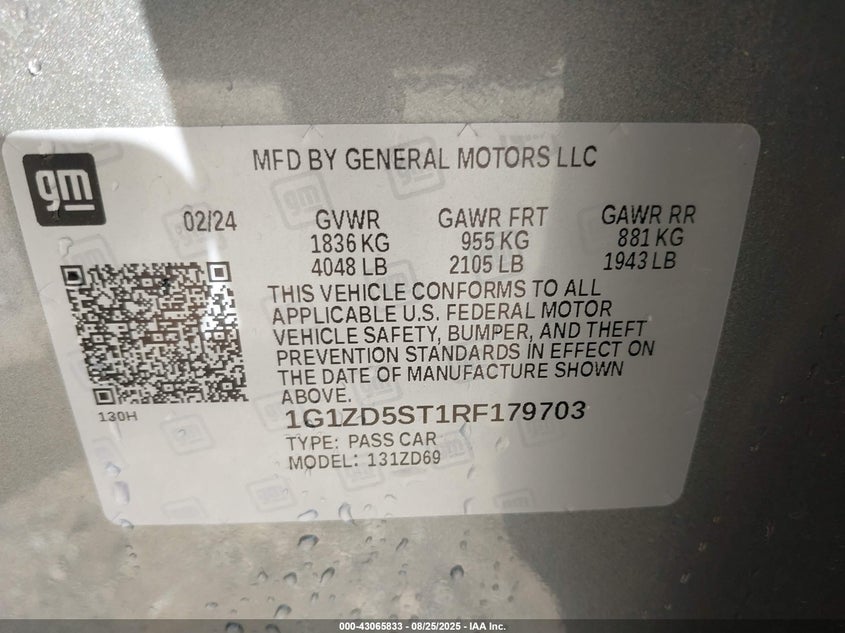 gm
MFD BY GENERAL MOTORS LLC
02/24 GVWR GAWR FRT GAWR RR
1836 KG 955 KG 881 KG
4048 LB 2105 LB 1943 LB
THIS VEHICLE CONFORMS TO ALL
APPLICABLE U.S. FEDERAL MOTOR
VEHICLE SAFETY, BUMPER, AND THEFT
PREVENTION STANDARDS IN EFFECT ON
THE DATE OF MANUFACTURE SHOWN
ABOVE.
130H
1G1ZD5ST1RF179703
TYPE: PASS CAR
MODEL: 131ZD69
000-43065833 - 08/25/2025 - IAA Inc.